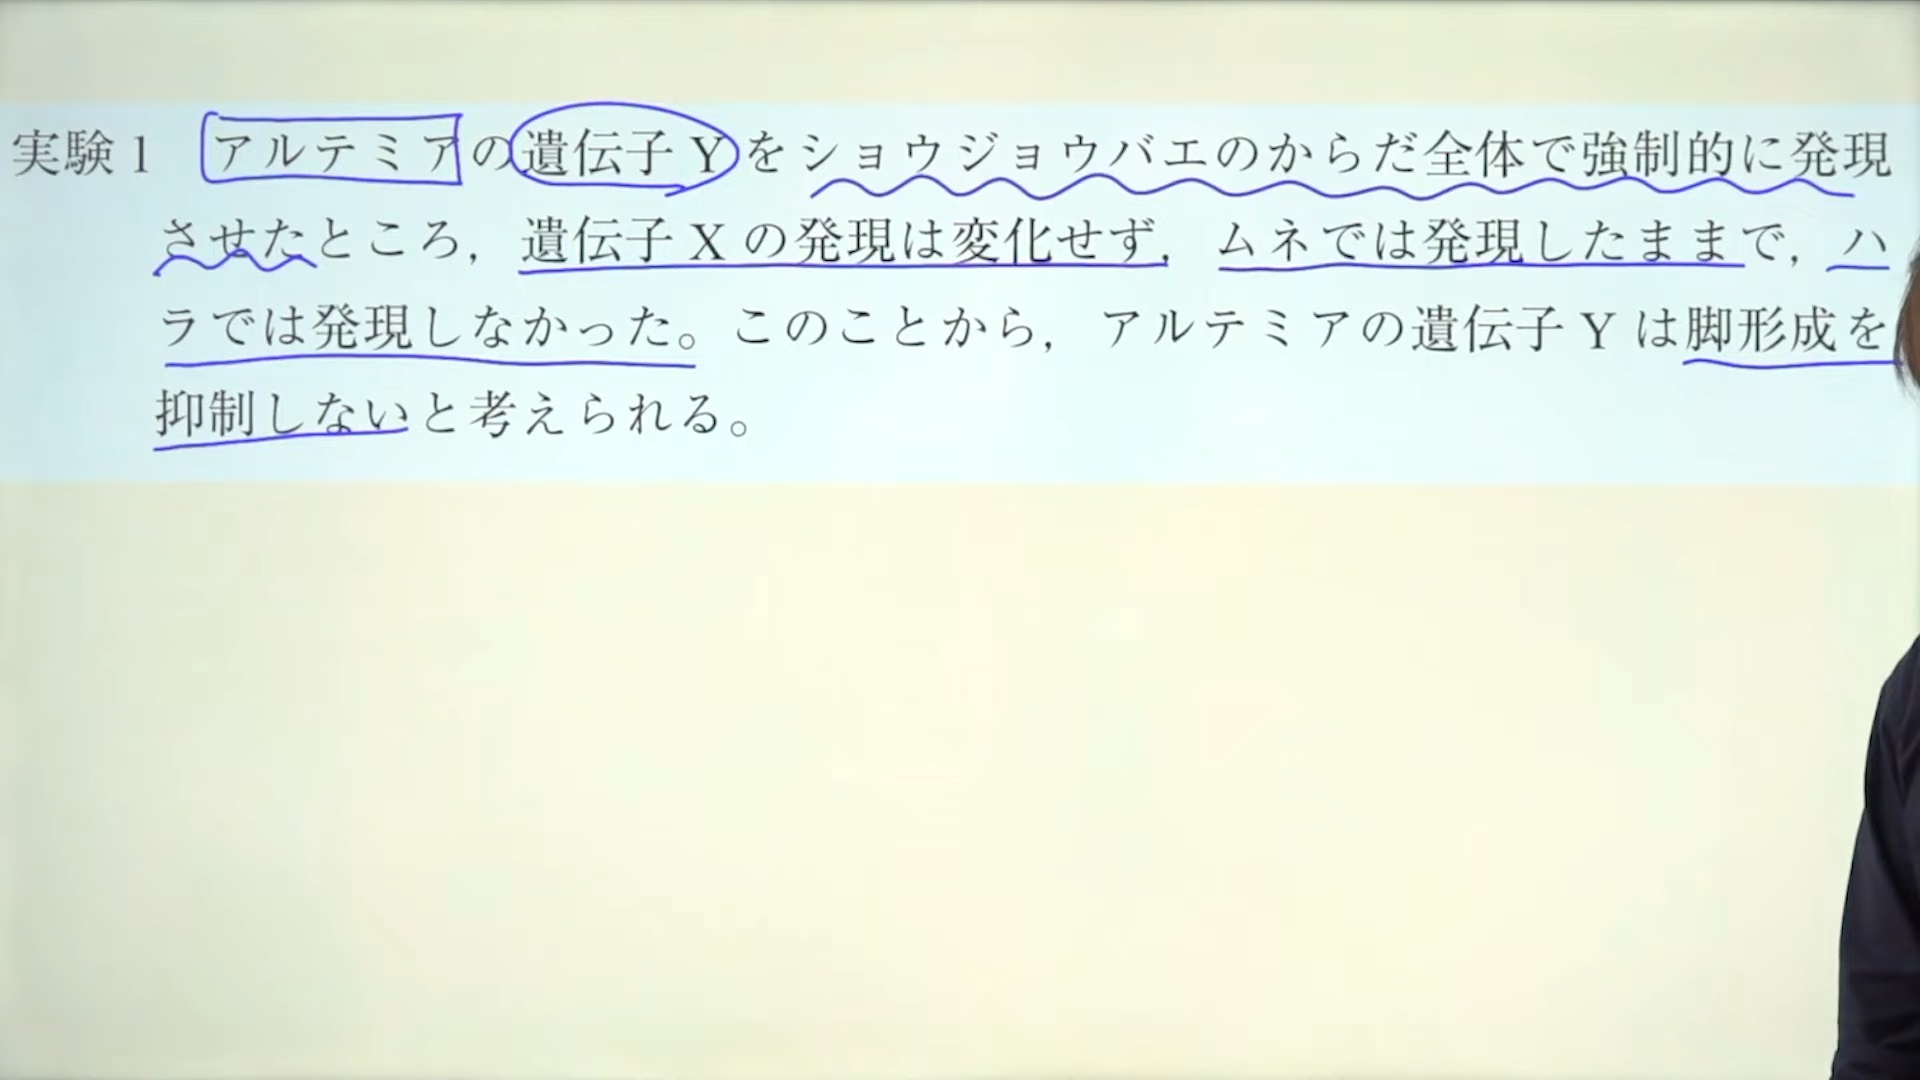 実験1 アルテミアの遺伝子Yをショウジョウバエのからだ全体で強制的に発現
させたところ，遺伝子Xの発現は変化せず，ムネでは発現したままで，ハ
ラでは発現しなかった。このことから，アルテミアの遺伝子Yは脚形成を
抑制しないと考えられる。